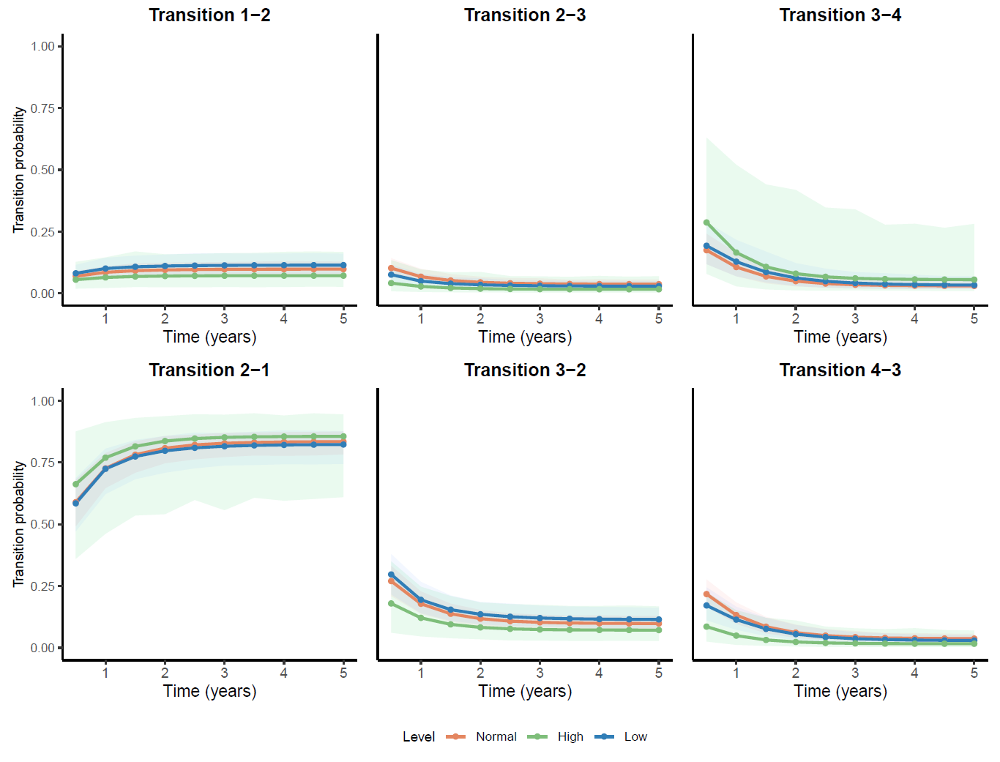 Transition 1−2
Transition 2−3
Transition 3−4
Transition probability
1.00
0.75
0.50
0.25
0.00
1 2 3 4 5
1 2 3 4 5
1 2 3 4 5
Time (years)
Time (years)
Time (years)
Transition 2−1
Transition 3−2
Transition 4−3
Transition probability
1.00
0.75
0.50
0.25
0.00
1 2 3 4 5
1 2 3 4 5
1 2 3 4 5
Time (years)
Time (years)
Time (years)
Level Normal High Low